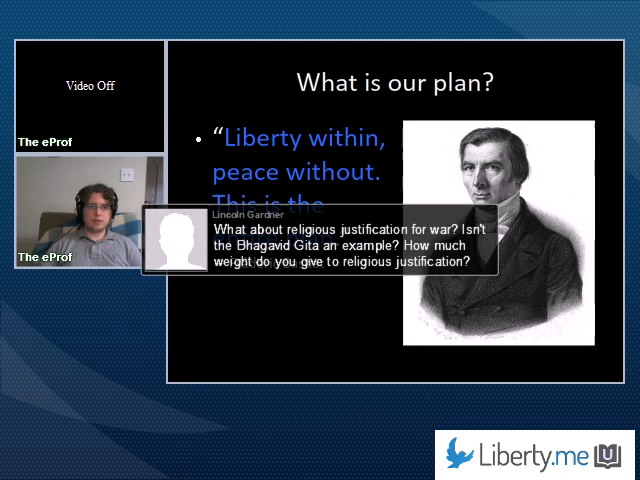 Video Off
The eProf
The eProf
What is our plan?
• “Liberty within,
peace without.
This is the
Lincoln Gardner
What about religious justification for war? Isn't
the Bhagavid Gita an example? How much
weight do you give to religious justification?
Liberty.me U